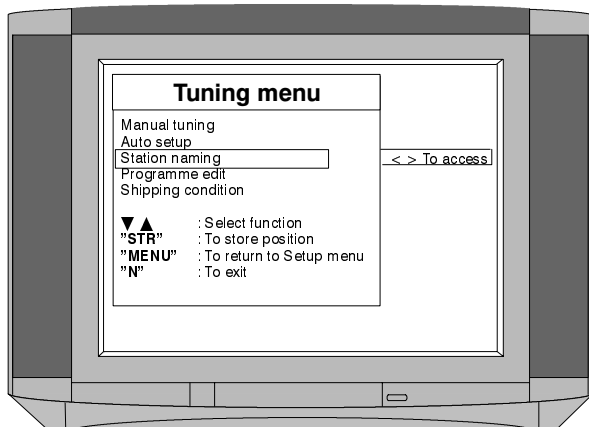 Tuning menu
Manual tuning
Auto setup
Station naming
< > To access
Programme edit
Shipping condition
▼ ▲ : Select function
”STR” : To store position
”MENU” : To return to Setup menu
”N” : To exit